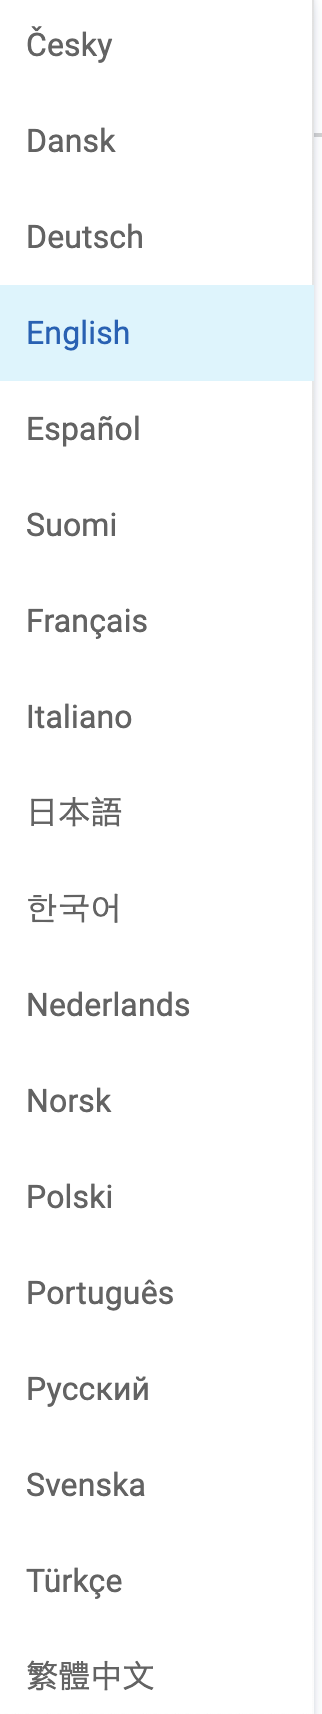 Česky
Dansk
Deutsch
English
Español
Suomi
Français
Italiano
日本語
한국어
Nederlands
Norsk
Polski
Português
Русский
Svenska
Türkçe
繁體中文